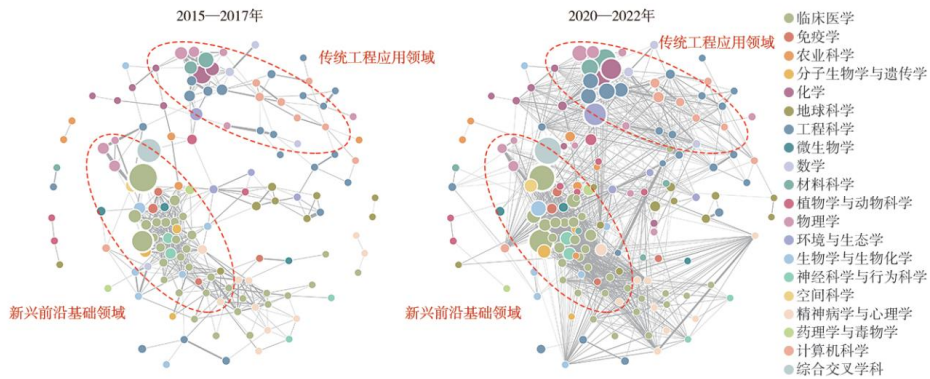 2015—2017年
2020—2022年
传统工程应用领域
传统工程应用领域
新兴前沿基础领域
新兴前沿基础领域
临床医学
免疫学
农业科学
分子生物学与遗传学
化学
地球科学
工程科学
微生物学
数学
材料科学
植物学与动物科学
物理学
环境与生态学
生物学与生物化学
神经科学与行为科学
空间科学
精神病学与心理学
药理学与毒物学
计算机科学
综合交叉学科